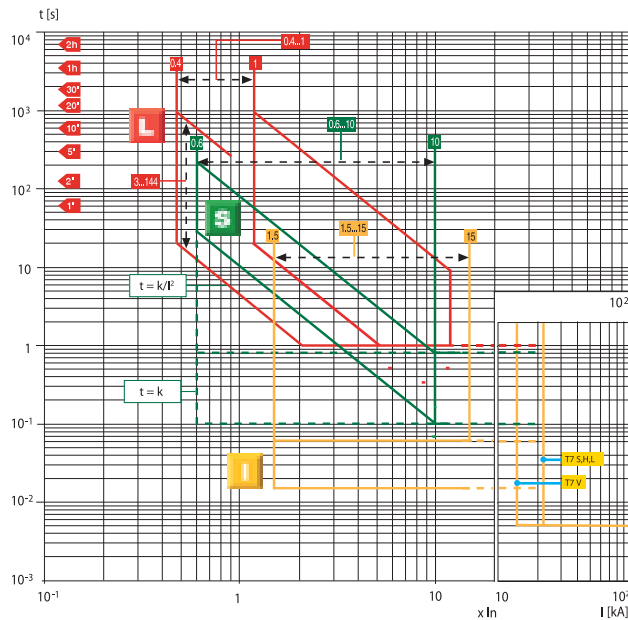 t [s]
10⁴
2h
1h
30'
20'
10³
10'
5'
10²
2'
1'
10
1
10⁻¹
10⁻²
10⁻³
0.4
0.4...1
1
L
0.6
0.6...10
10
3...144
S
1.5
1.5...15
15
t = k/I²
t = k
I
10²
T7 S,H,L
T7 V
10⁻¹
1
10
x In
10
I [kA]
10²